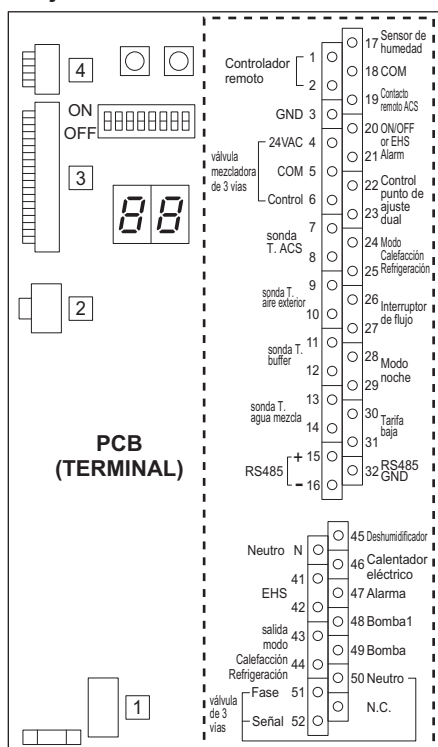 4
ON
OFF
3
88
2
PCB
(TERMINAL)
1
Controlador
remoto
1
2
GND 3
válvula
mezcladora
de 3 vías
24VAC 4
COM 5
Control 6
sonda
T. ACS
7
8
sonda T.
aire exterior
9
10
sonda T.
buffer
11
12
sonda T.
agua mezcla
13
14
RS485
+ 15
- 16
17 Sensor de
humedad
18 COM
19 Contacto
remoto ACS
20 ON/OFF
or EHS
21 Alarm
22 Control
punto de
ajuste
23 dual
24 Modo
Calefacción
25 Refrigeración
26 Interruptor
de flujo
27
28 Modo
noche
29
30 Tarifa
baja
31
32 RS485
GND
Neutro N
EHS
41
42
salida
modo
Calefacción
Refrigeración
43
44
válvula
de 3
vías
Fase 51
Señal 52
45 Deshumidificador
46 Calentador
eléctrico
47 Alarma
48 Bomba1
49 Bomba
50 Neutro
N.C.